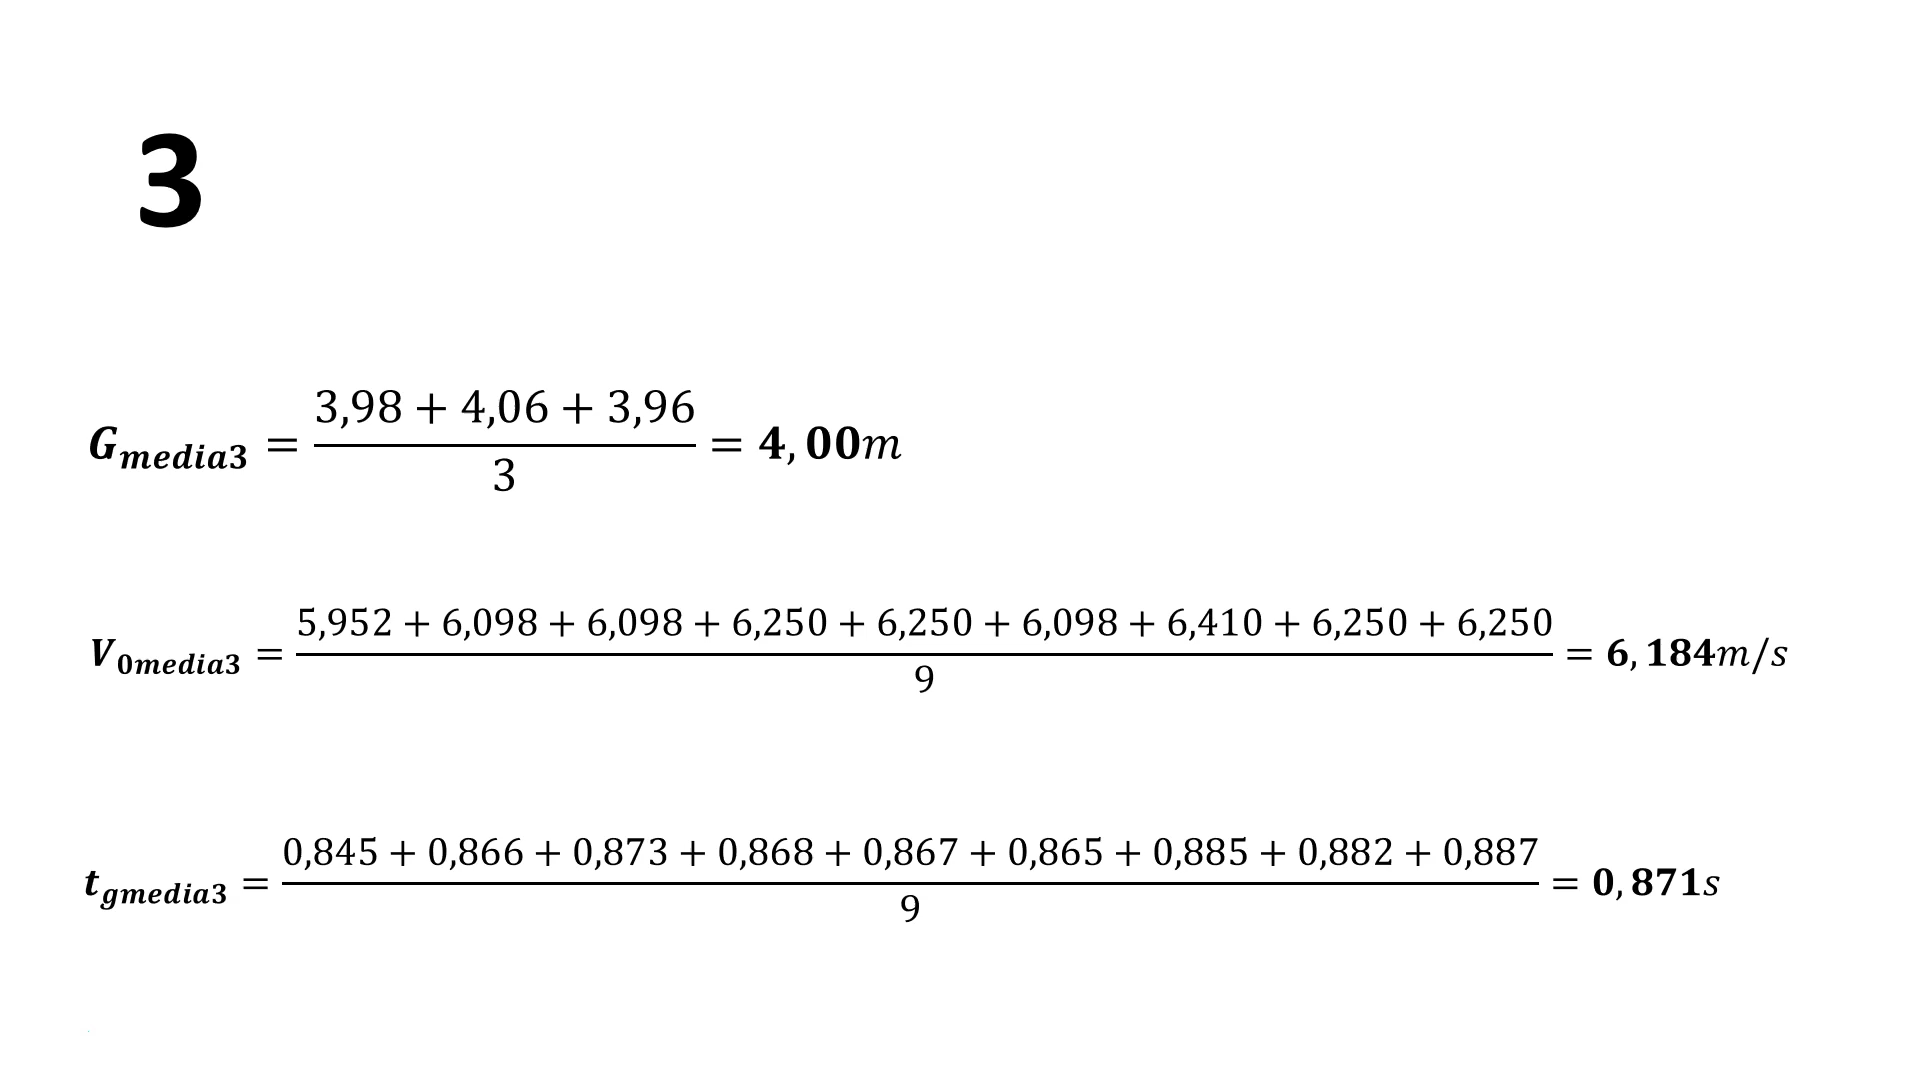 3
G_media3 = (3,98 + 4,06 + 3,96)/3 = 4,00m
V_0media3 = (5,952 + 6,098 + 6,098 + 6,250 + 6,250 + 6,098 + 6,410 + 6,250 + 6,250)/9 = 6,184m/s
t_gmedia3 = (0,845 + 0,866 + 0,873 + 0,868 + 0,867 + 0,865 + 0,885 + 0,882 + 0,887)/9 = 0,871s